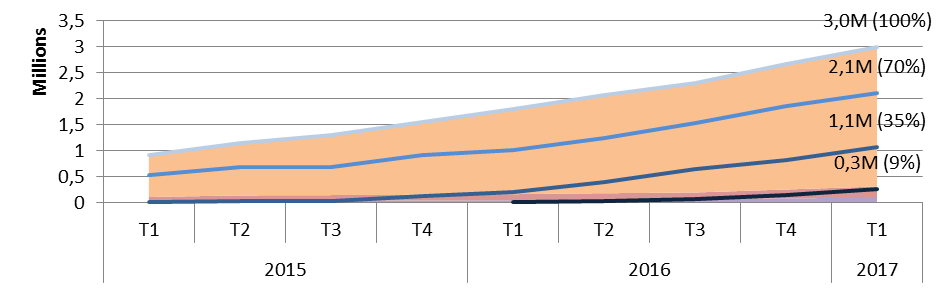 Millions
3,5
3
2,5
2
1,5
1
0,5
0
3,0M (100%)
2,1M (70%)
1,1M (35%)
0,3M (9%)
T1 T2 T3 T4 T1 T2 T3 T4 T1
2015 2016 2017